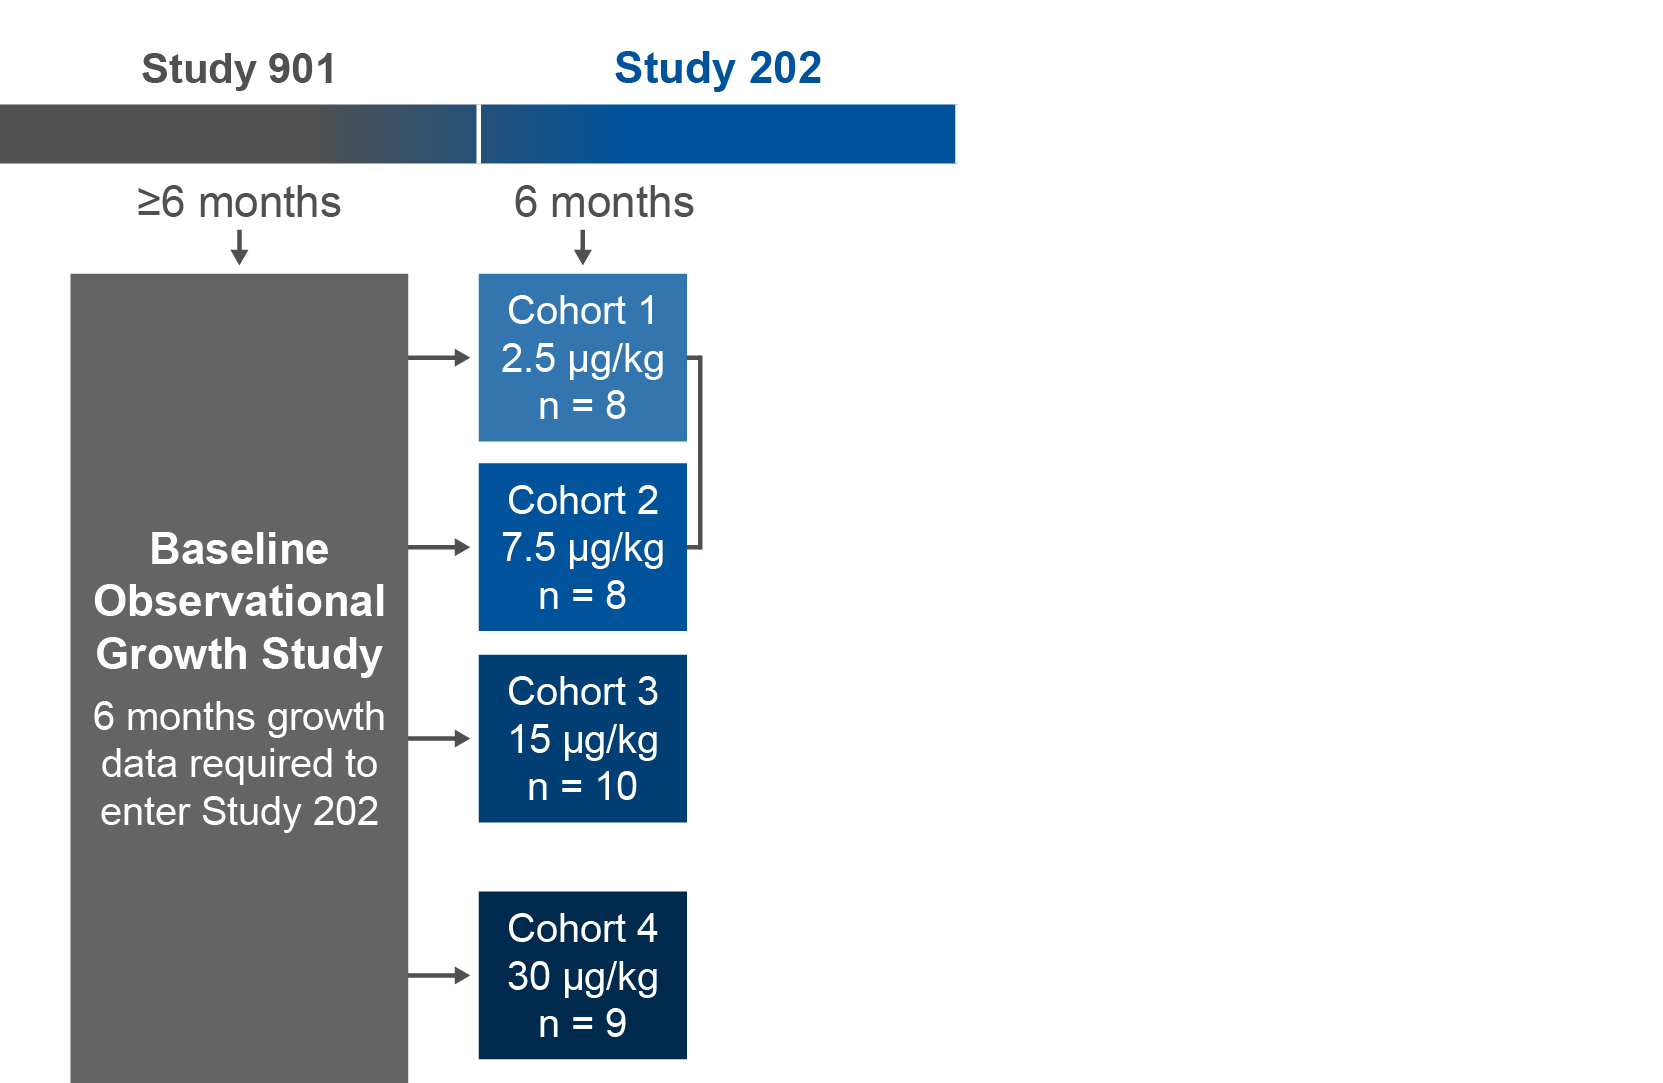 Study 901
Study 202
≥6 months
6 months
Baseline
Observational
Growth Study
6 months growth
data required to
enter Study 202
Cohort 1
2.5 µg/kg
n = 8
Cohort 2
7.5 µg/kg
n = 8
Cohort 3
15 µg/kg
n = 10
Cohort 4
30 µg/kg
n = 9